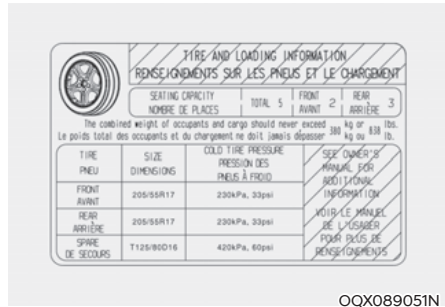 TIRE AND LOADING INFORMATION
RENSEIGNEMENTS SUR LES PNEUS ET LE CHARGEMENT
SEATING CAPACITY
NOMBRE DE PLACES
TOTAL 5
FRONT
AVANT 2
REAR
ARRIÈRE 3
The combined weight of occupants and cargo should never exceed 380 kg or 838 lbs.
Le poids total des occupants et du chargement ne doit jamais dépasser 380 kg ou 838 lb.
TIRE
PNEU
SIZE
DIMENSIONS
COLD TIRE PRESSURE
PRESSION DES
PNEUS À FROID
SEE OWNER'S
MANUAL FOR
ADDITIONAL
INFORMATION
VOIR LE MANUEL
DE L'USAGER
POUR PLUS DE
RENSEIGNEMENTS
FRONT
AVANT
205/55R17
230kPa, 33psi
REAR
ARRIÈRE
205/55R17
230kPa, 33psi
SPARE
DE SECOURS
T125/80D16
420kPa, 60psi
OQX089051N